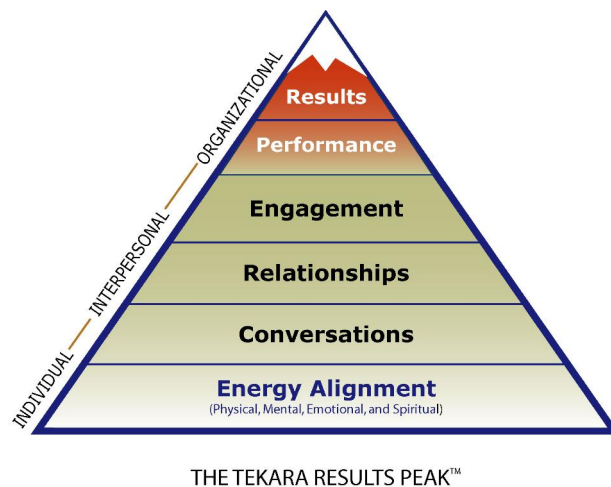 Results
Performance
Engagement
Relationships
Conversations
Energy Alignment
(Physical, Mental, Emotional, and Spiritual)
INDIVIDUAL — INTERPERSONAL — ORGANIZATIONAL
THE TEKARA RESULTS PEAK™